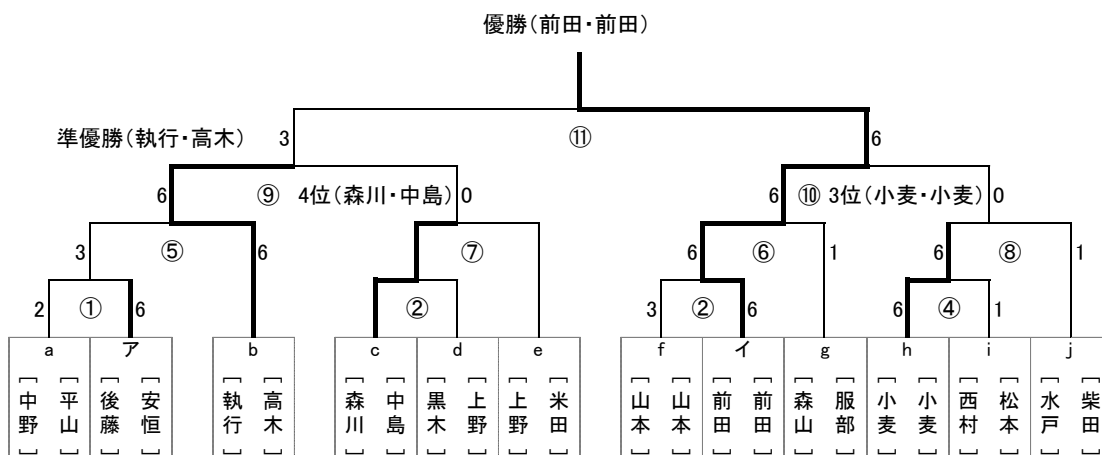 優勝(前田・前田)
準優勝(執行・高木) 3 ⑪ 6
6 ⑨ 4位(森川・中島) 0 6 ⑩ 3位(小麦・小麦) 0
3 ⑤ 6 ⑦ 6 ⑥ 1 6 ⑧ 1
2 ① 6 ② 3 ② 6 6 ④ 1
a ア b c d e f イ g h i j
[中野] [平山] [後藤] [安恒] [執行] [高木] [森川] [中島] [黒木] [上野] [上野] [米田] [山本] [山本] [前田] [前田] [森山] [服部] [小麦] [小麦] [西村] [松本] [水戸] [柴田]